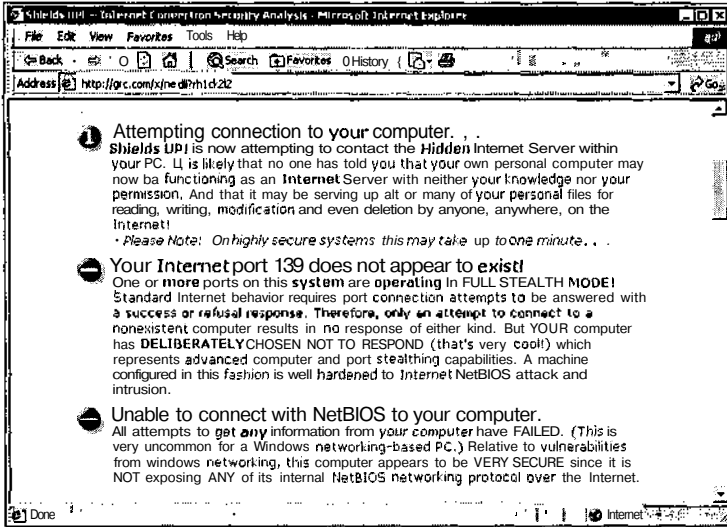 Shields UP! -- Internet Connection Security Analysis - Microsoft Internet Explorer
File Edit View Favorites Tools Help
Back Search Favorites History
Address http://grc.com/x/ne Go
Attempting connection to your computer. , .
Shields UP! is now attempting to contact the Hidden Internet Server within
your PC. is likely that no one has told you that your own personal computer may
now ba functioning as an Internet Server with neither your knowledge nor your
permission, And that it may be serving up alt or many of your personal files for
reading, writing, modification and even deletion by anyone, anywhere, on the
Internet!
• Please Note: On highly secure systems this may take up to one minute. , .
Your Internet port 139 does not appear to exist!
One or more ports on this system are operating In FULL STEALTH MODE!
Standard Internet behavior requires port connection attempts to be answered with
a success or refusal response. Therefore, only an attempt to connect to a
nonexistent computer results in no response of either kind. But YOUR computer
has DELIBERATELY CHOSEN NOT TO RESPOND (that's very cool!) which
represents advanced computer and port stealthing capabilities. A machine
configured in this fashion is well hardened to Internet NetBIOS attack and
intrusion.
Unable to connect with NetBIOS to your computer.
All attempts to get any information from your computer have FAILED. (This is
very uncommon for a Windows networking-based PC.) Relative to vulnerabilities
from windows networking, this computer appears to be VERY SECURE since it is
NOT exposing ANY of its internal NetBIOS networking protocol over the Internet.
Done Internet